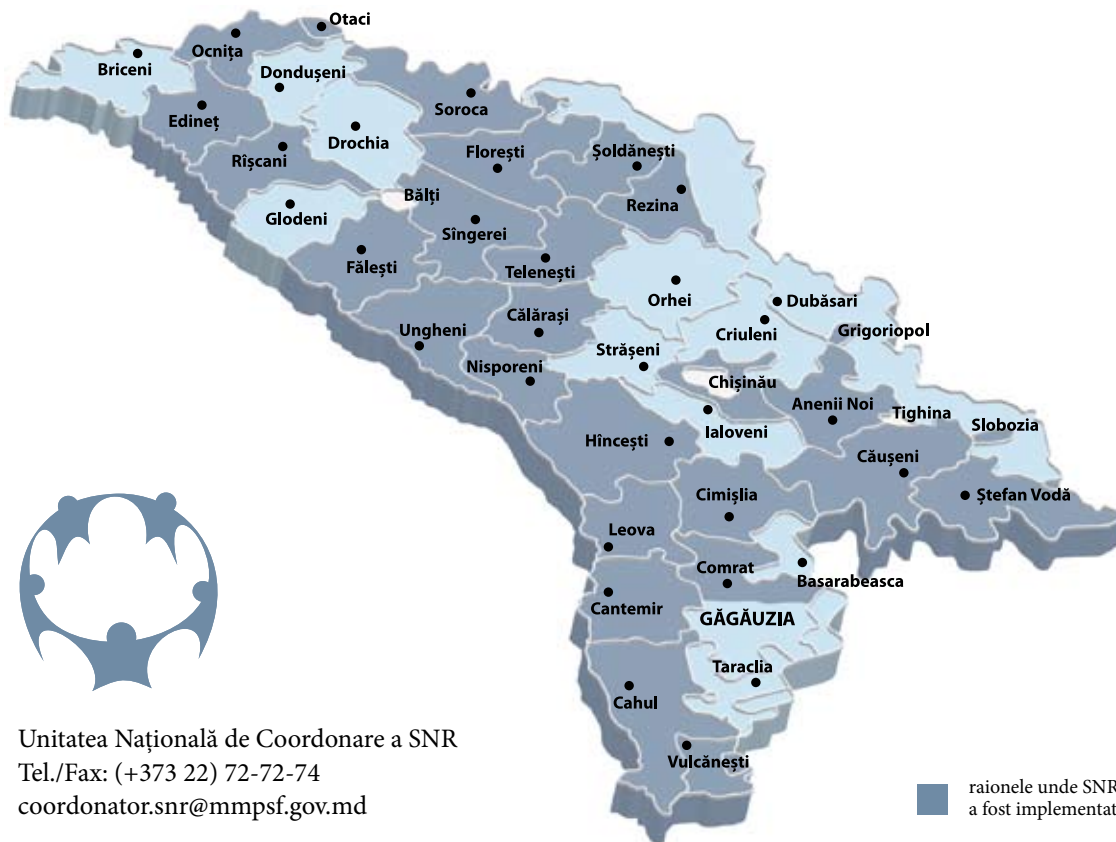 Otaci
Ocnița
Briceni
Dondușeni
Edineț
Soroca
Drochia
Rîșcani
Florești
Șoldănești
Bălți
Rezina
Glodeni
Sîngerei
Fălești
Telenești
Orhei
Dubăsari
Călărași
Ungheni
Criuleni
Grigoriopol
Strășeni
Nisporeni
Chișinău
Anenii Noi
Tighina
Slobozia
Ialoveni
Hîncești
Căușeni
Cimișlia
Ștefan Vodă
Leova
Comrat
Basarabeasca
Cantemir
GĂGĂUZIA
Taraclia
Cahul
Vulcănești
Unitatea Națională de Coordonare a SNR
Tel./Fax: (+373 22) 72-72-74
coordonator.snr@mmpsf.gov.md
raionele unde SNR
a fost implementat